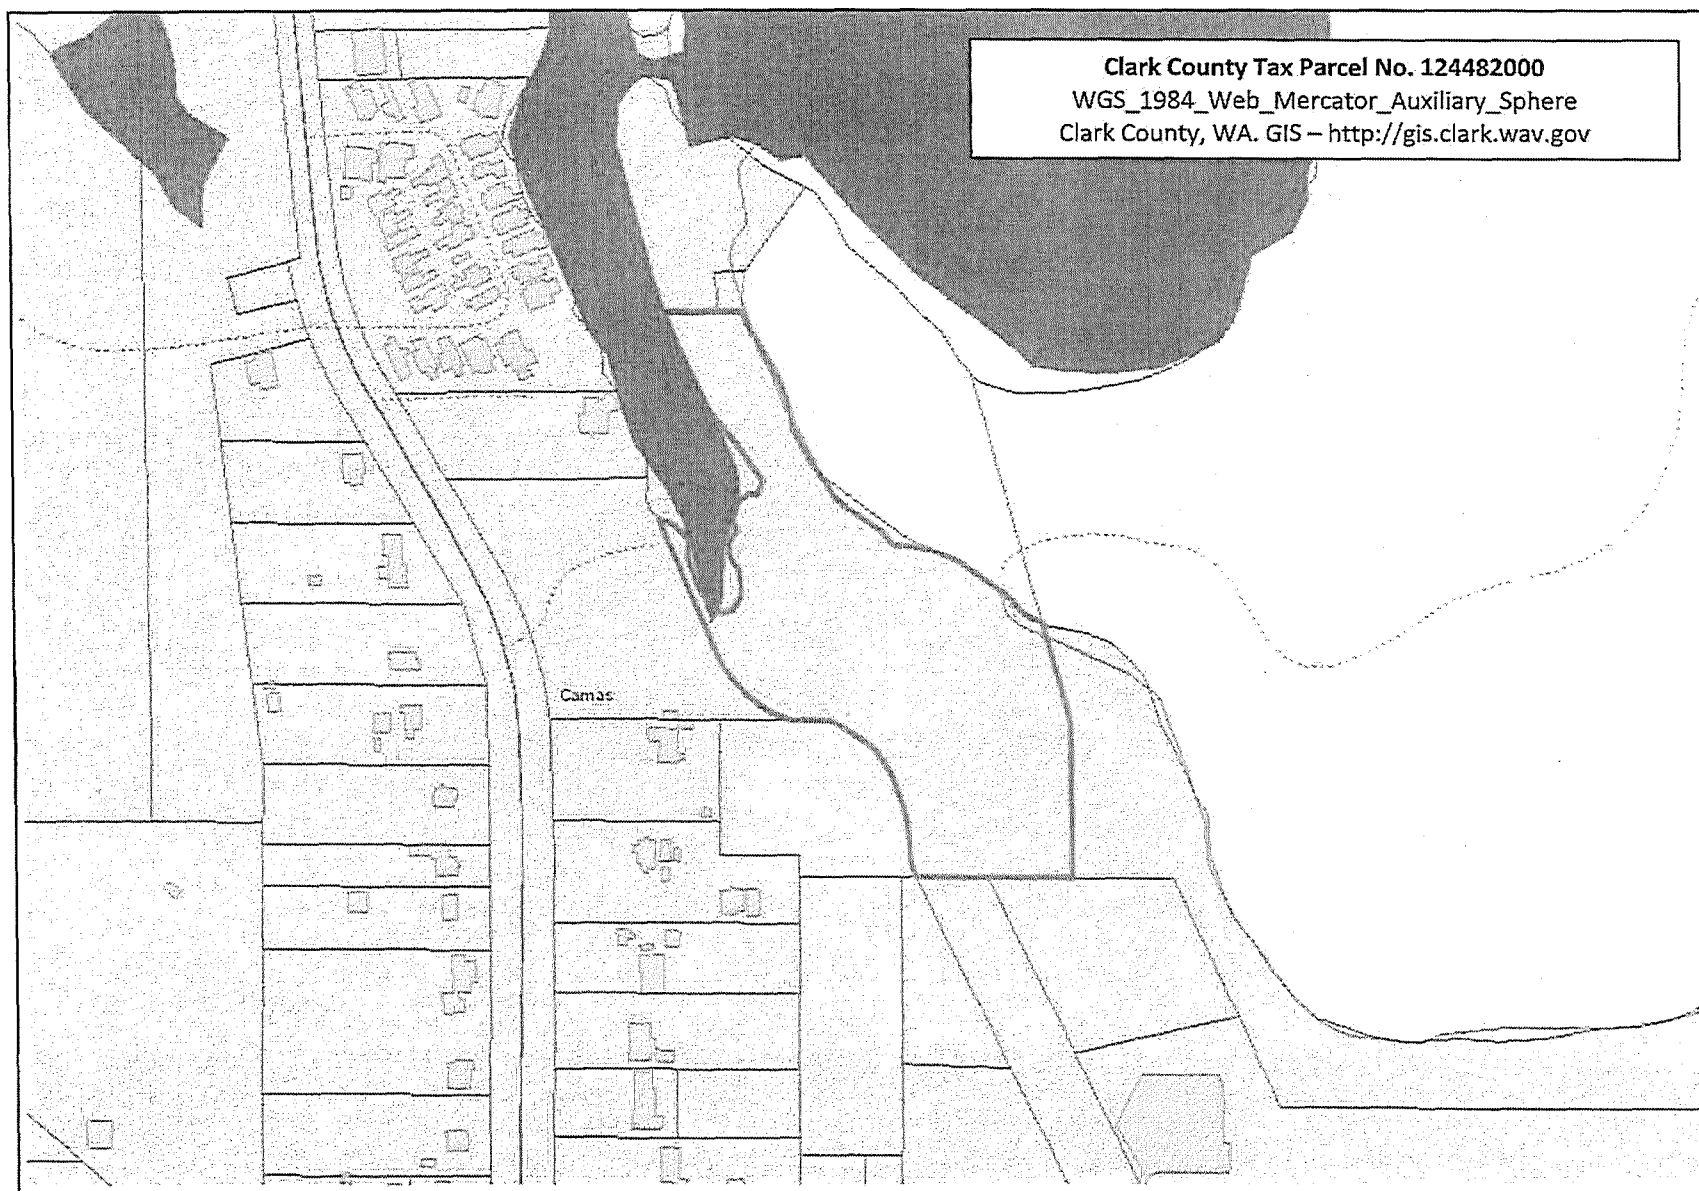 Clark County Tax Parcel No. 124482000
WGS_1984_Web_Mercator_Auxiliary_Sphere
Clark County, WA. GIS – http://gis.clark.wav.gov
Camas